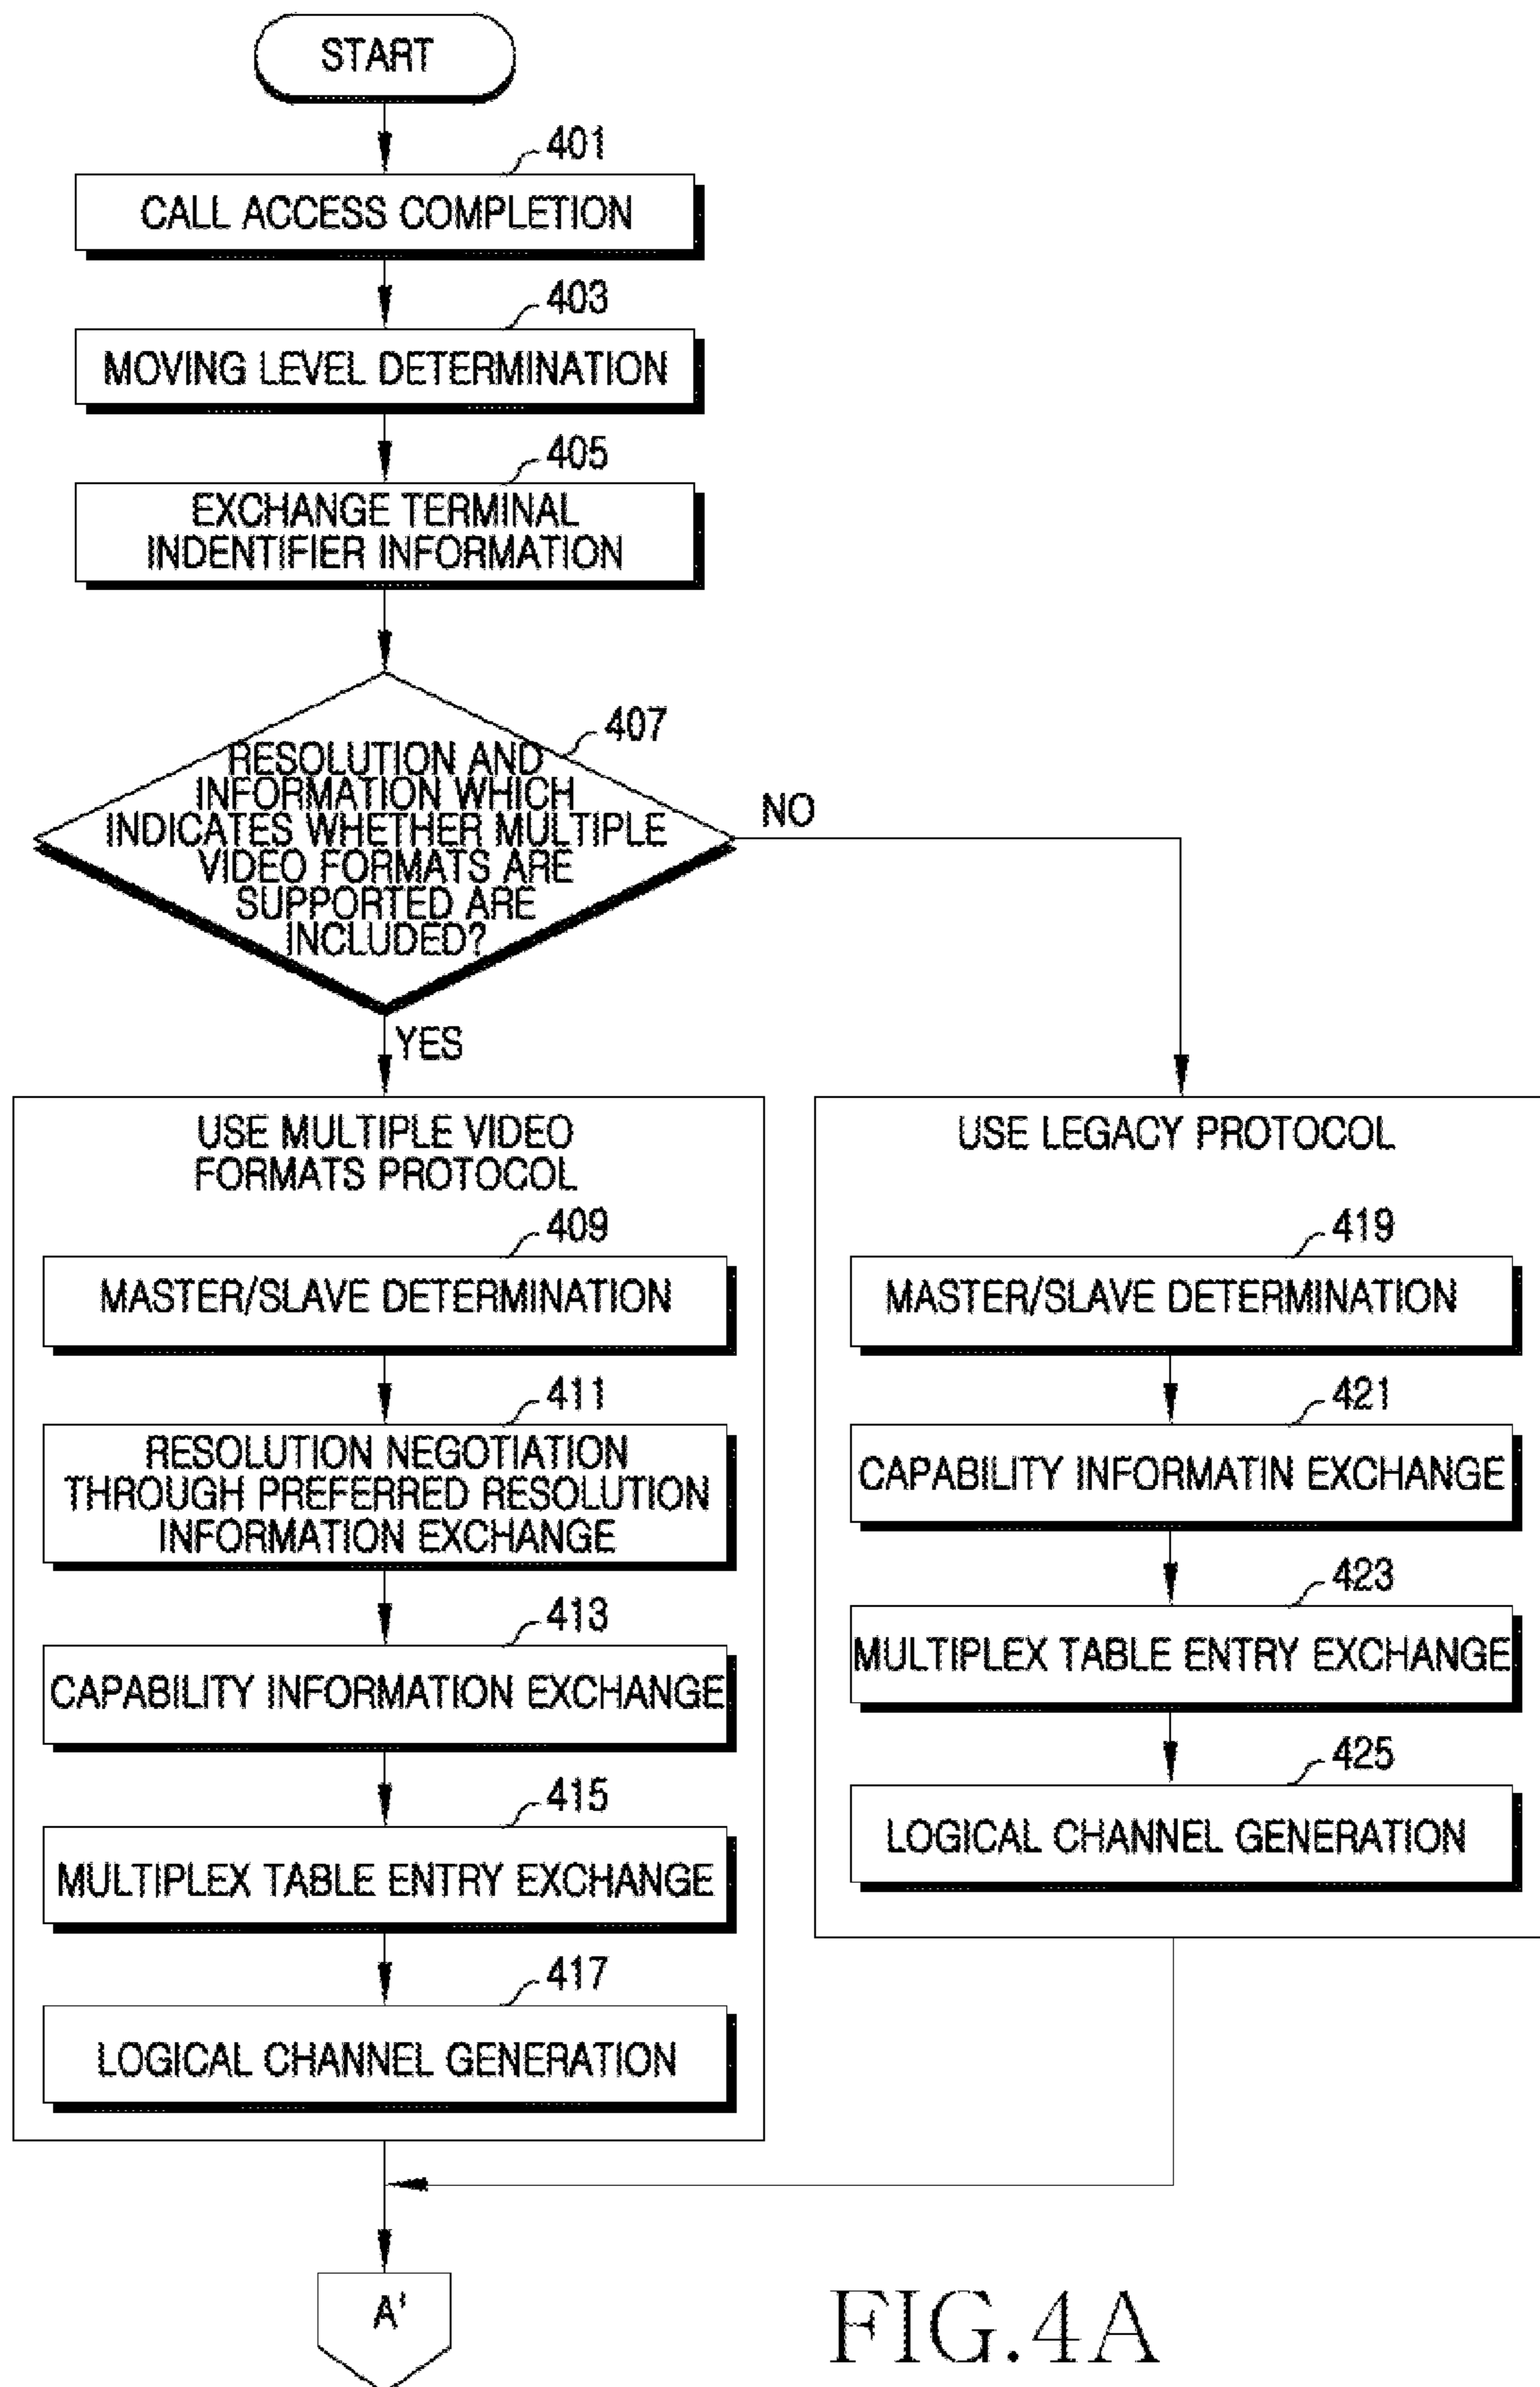 START
401
CALL ACCESS COMPLETION
403
MOVING LEVEL DETERMINATION
405
EXCHANGE TERMINAL
INDENTIFIER INFORMATION
407
RESOLUTION AND
INFORMATION WHICH
INDICATES WHETHER MULTIPLE
VIDEO FORMATS ARE
SUPPORTED ARE
INCLUDED?
NO
YES
USE MULTIPLE VIDEO
FORMATS PROTOCOL
409
MASTER/SLAVE DETERMINATION
411
RESOLUTION NEGOTIATION
THROUGH PREFERRED RESOLUTION
INFORMATION EXCHANGE
413
CAPABILITY INFORMATION EXCHANGE
415
MULTIPLEX TABLE ENTRY EXCHANGE
417
LOGICAL CHANNEL GENERATION
USE LEGACY PROTOCOL
419
MASTER/SLAVE DETERMINATION
421
CAPABILITY INFORMATIN EXCHANGE
423
MULTIPLEX TABLE ENTRY EXCHANGE
425
LOGICAL CHANNEL GENERATION
A'
FIG.4A